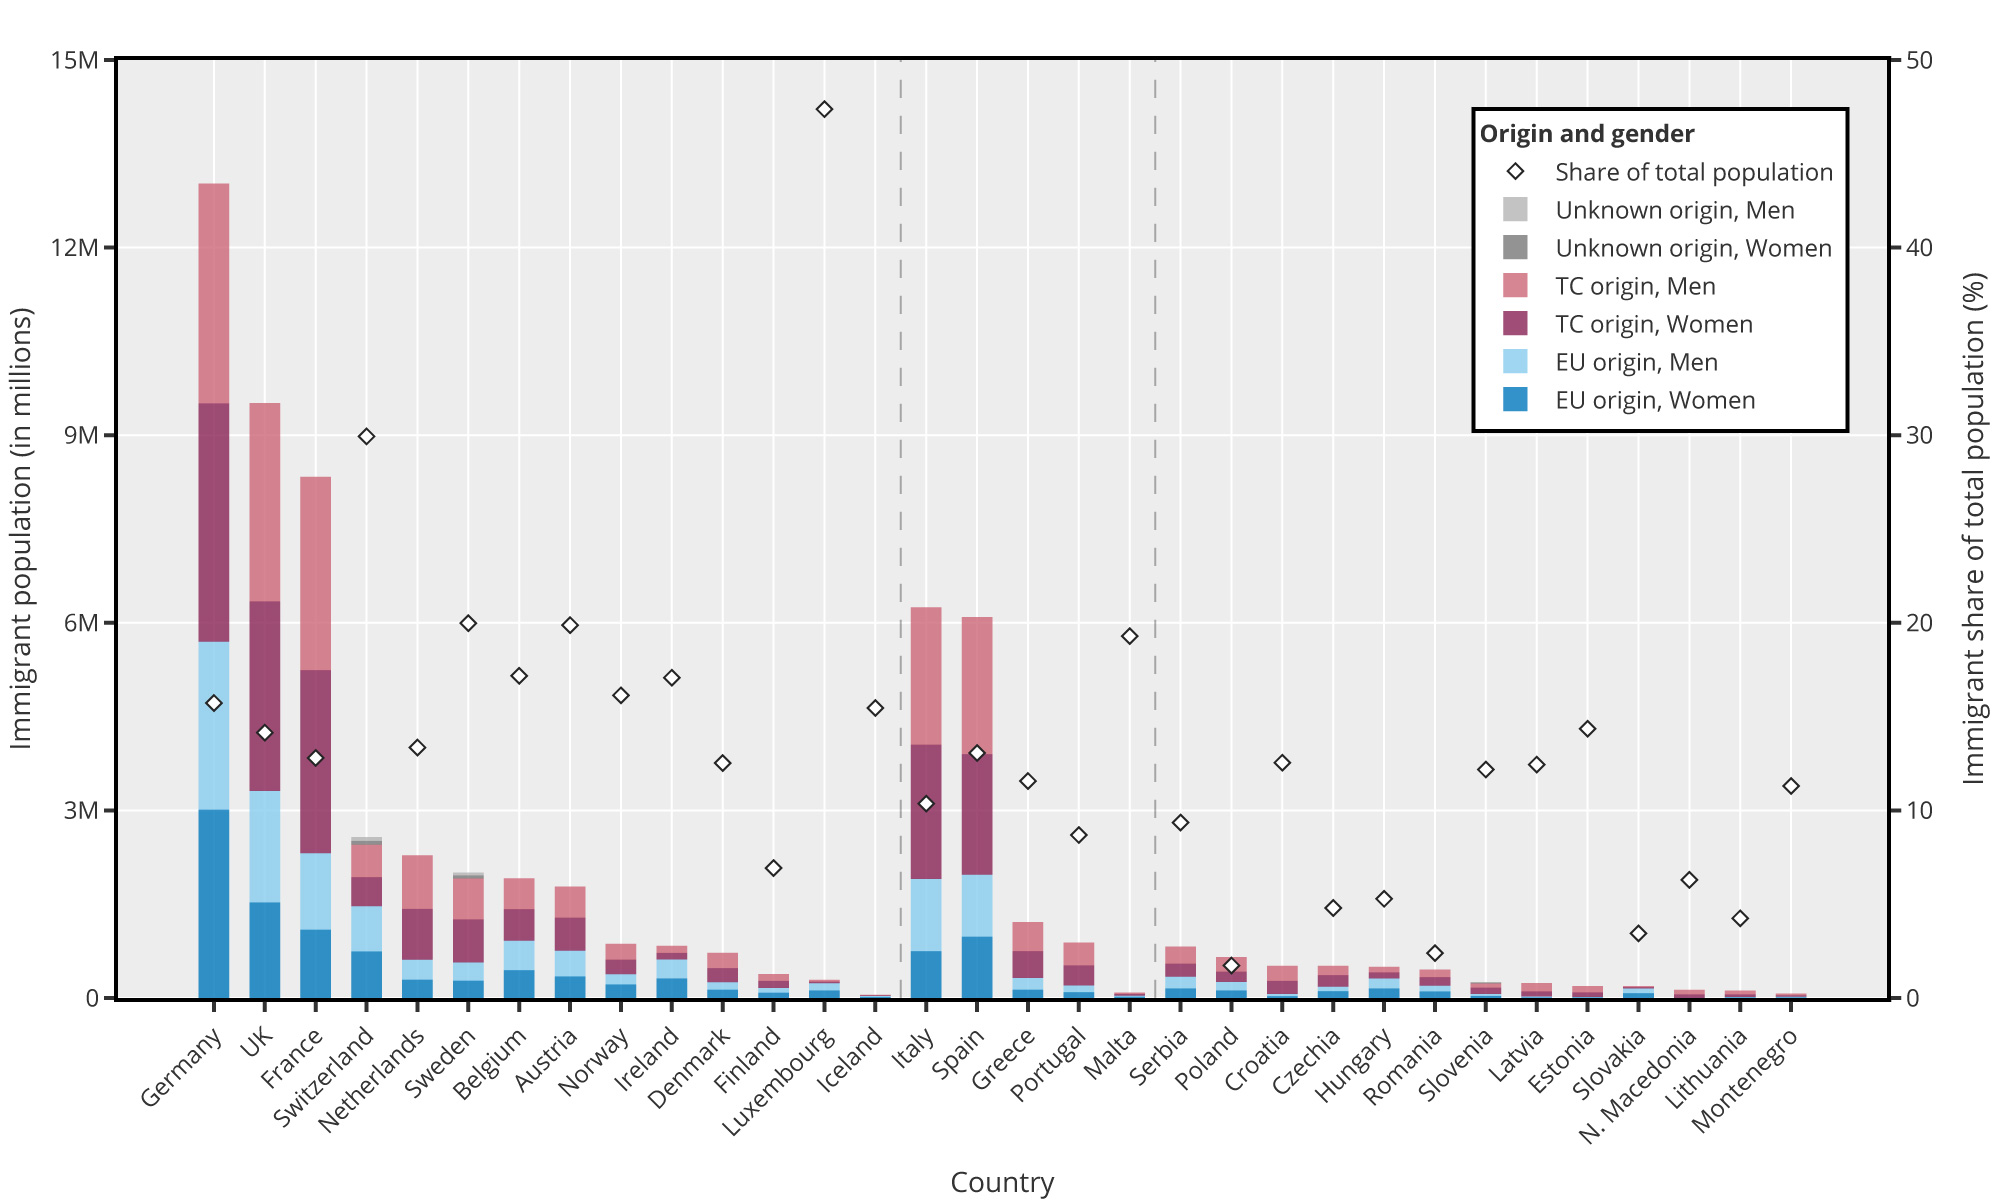 15M
12M
9M
6M
3M
0
50
40
30
20
10
0
Immigrant population (in millions)
Immigrant share of total population (%)
Origin and gender
Share of total population
Unknown origin, Men
Unknown origin, Women
TC origin, Men
TC origin, Women
EU origin, Men
EU origin, Women
Germany
UK
France
Switzerland
Netherlands
Sweden
Belgium
Austria
Norway
Ireland
Denmark
Finland
Luxembourg
Iceland
Italy
Spain
Greece
Portugal
Malta
Serbia
Poland
Croatia
Czechia
Hungary
Romania
Slovenia
Latvia
Estonia
Slovakia
N. Macedonia
Lithuania
Montenegro
Country